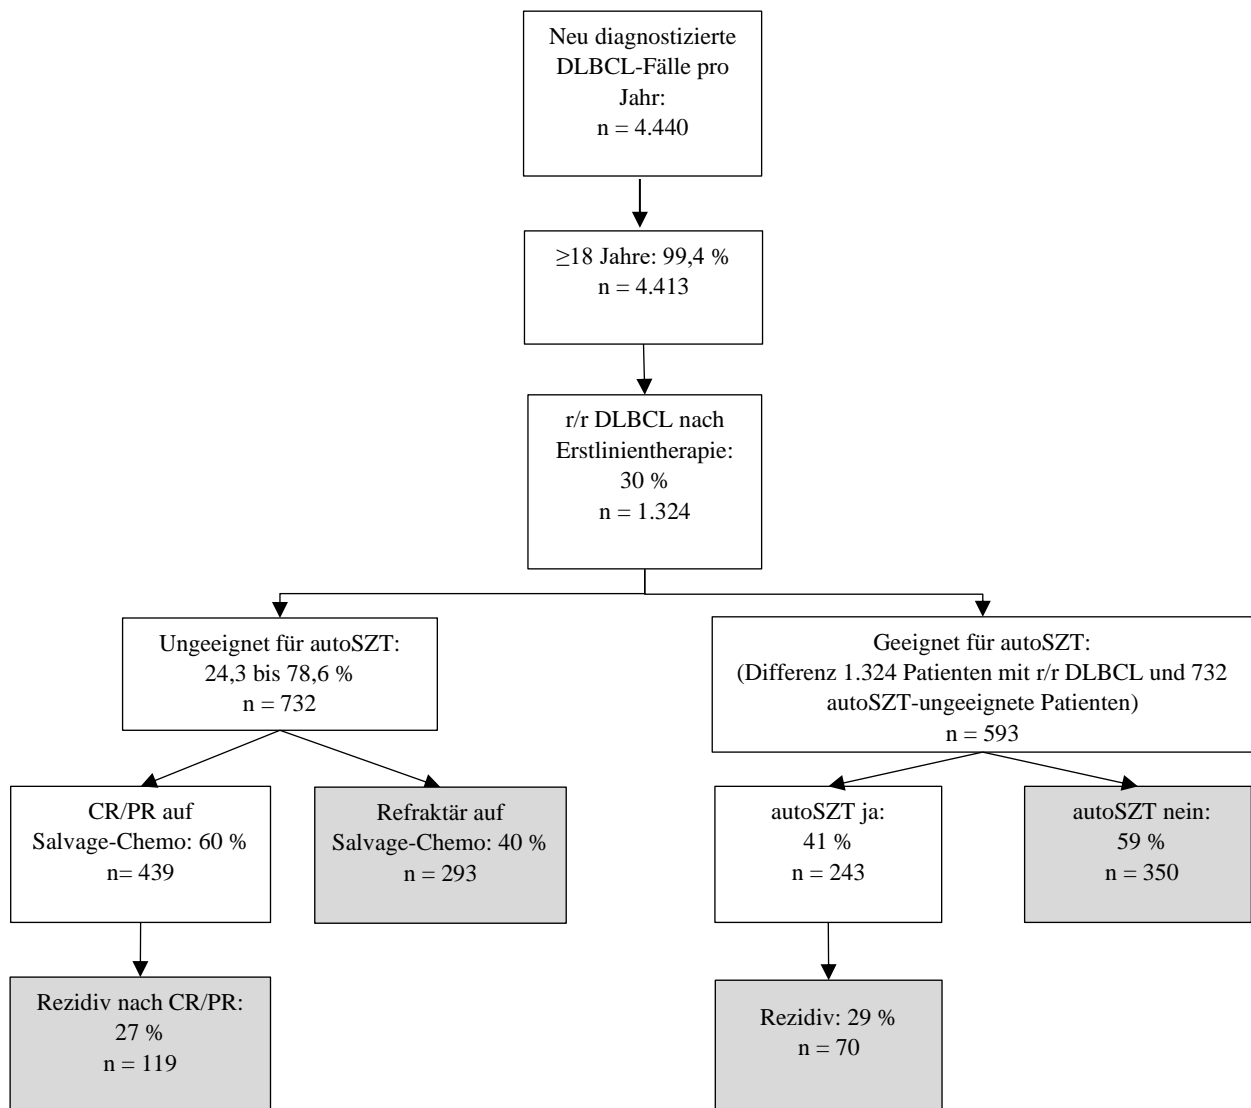 Neu diagnostizierte
DLBCL-Fälle pro
Jahr:
n = 4.440
≥18 Jahre: 99,4 %
n = 4.413
r/r DLBCL nach
Erstlinientherapie:
30 %
n = 1.324
Ungeeignet für autoSZT:
24,3 bis 78,6 %
n = 732
Geeignet für autoSZT:
(Differenz 1.324 Patienten mit r/r DLBCL und 732
autoSZT-ungeeignete Patienten)
n = 593
CR/PR auf
Salvage-Chemo: 60 %
n= 439
Refraktär auf
Salvage-Chemo: 40 %
n = 293
autoSZT ja:
41 %
n = 243
autoSZT nein:
59 %
n = 350
Rezidiv nach CR/PR:
27 %
n = 119
Rezidiv: 29 %
n = 70